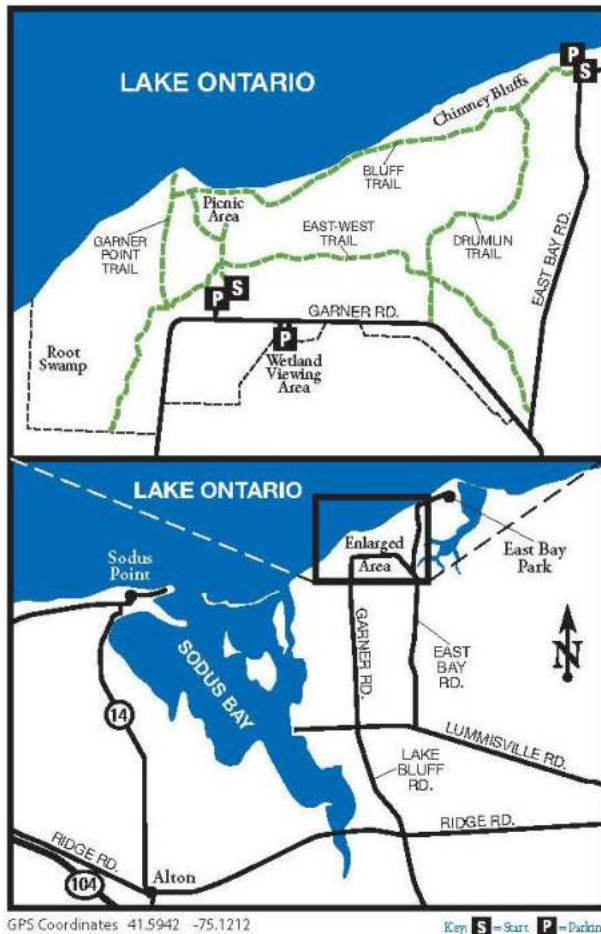 P
S
LAKE ONTARIO
Chimney Bluffs
BLUFF
TRAIL
Picnic
Area
GARNER
POINT
TRAIL
EAST-WEST
TRAIL
DRUMLIN
TRAIL
EAST BAY RD.
S
P
GARNER RD.
P
Root
Swamp
Wetland
Viewing
Area
LAKE ONTARIO
Sodus
Point
Enlarged
Area
East Bay
Park
SODUS BAY
GARNER RD.
EAST
BAY
RD.
N
14
LUMMISVILLE RD.
LAKE
BLUFF
RD.
RIDGE RD.
RIDGE RD.
Alton
104
GPS Coordinates 41.5942 -75.1212
Key: S = Start P = Parkin